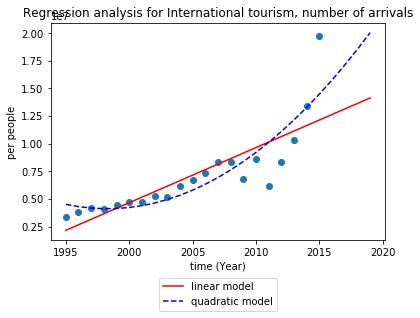 Regression analysis for International tourism, number of arrivals
1e7
2.00
1.75
1.50
1.25
1.00
0.75
0.50
0.25
per people
1995
2000
2005
2010
2015
2020
time (Year)
linear model
quadratic model